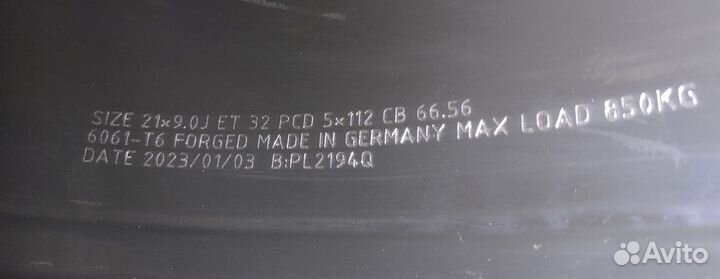 SIZE 21×9.0J ET 32 PCD 5×112 CB 66.56
6061-T6 FORGED MADE IN GERMANY MAX LOAD 850KG
DATE 2023/01/03 B:PL2194Q
Avito